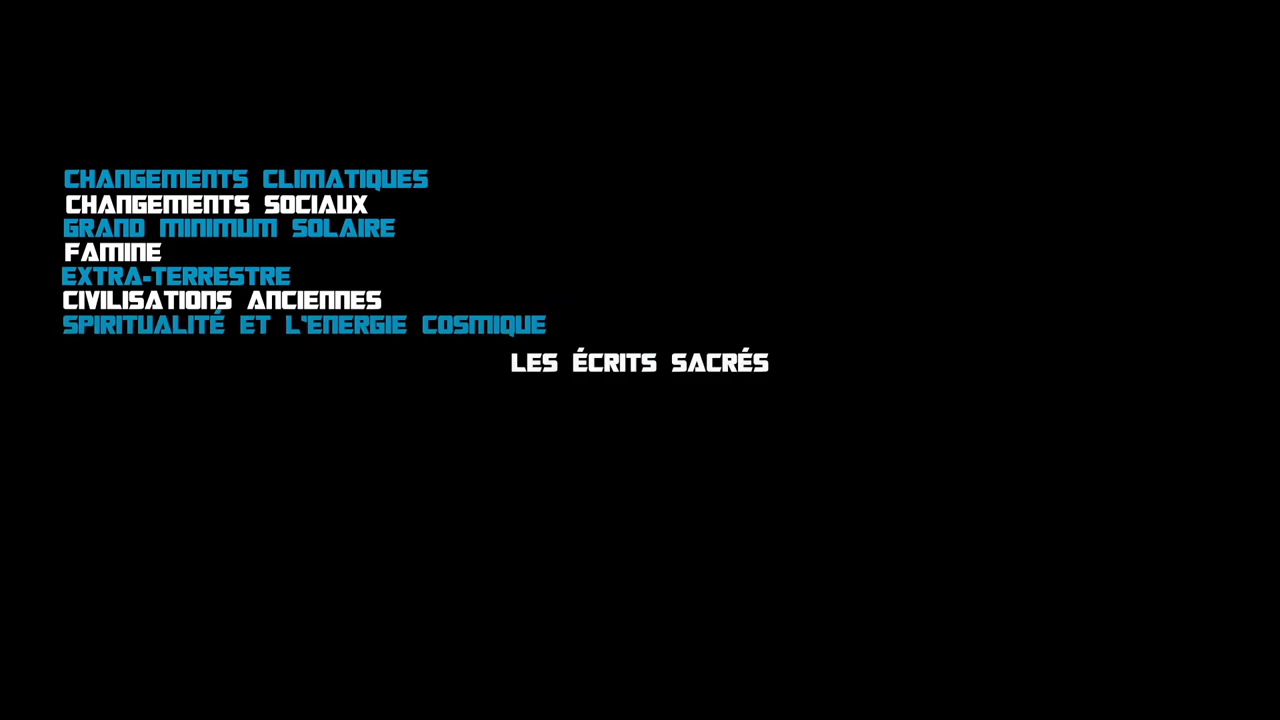 CHANGEMENTS CLIMATIQUES
CHANGEMENTS SOCIAUX
GRAND MINIMUM SOLAIRE
FAMINE
EXTRA-TERRESTRE
CIVILISATIONS ANCIENNES
SPIRITUALITÉ ET L'ENERGIE COSMIQUE
LES ÉCRITS SACRÉS